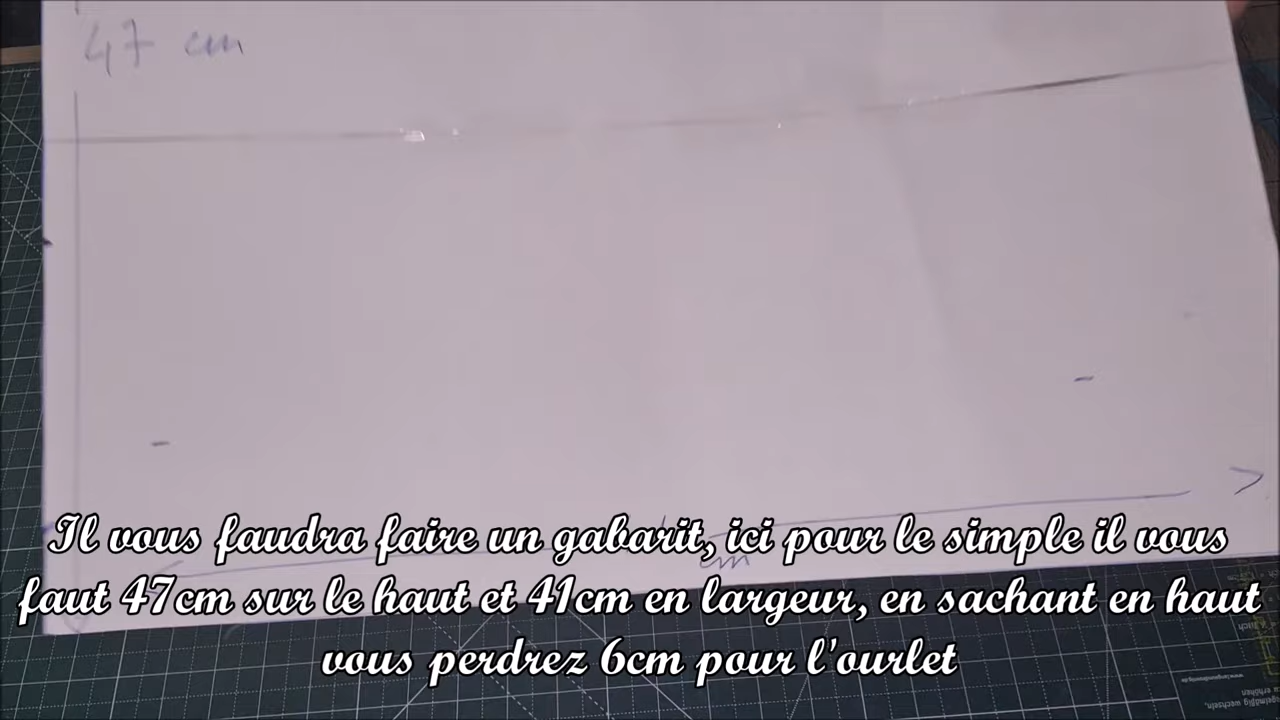 47 cm
Il vous faudra faire un gabarit, ici pour le simple il vous
faut 47cm sur le haut et 41cm en largeur, en sachant en haut
vous perdrez 6cm pour l'ourlet
cm